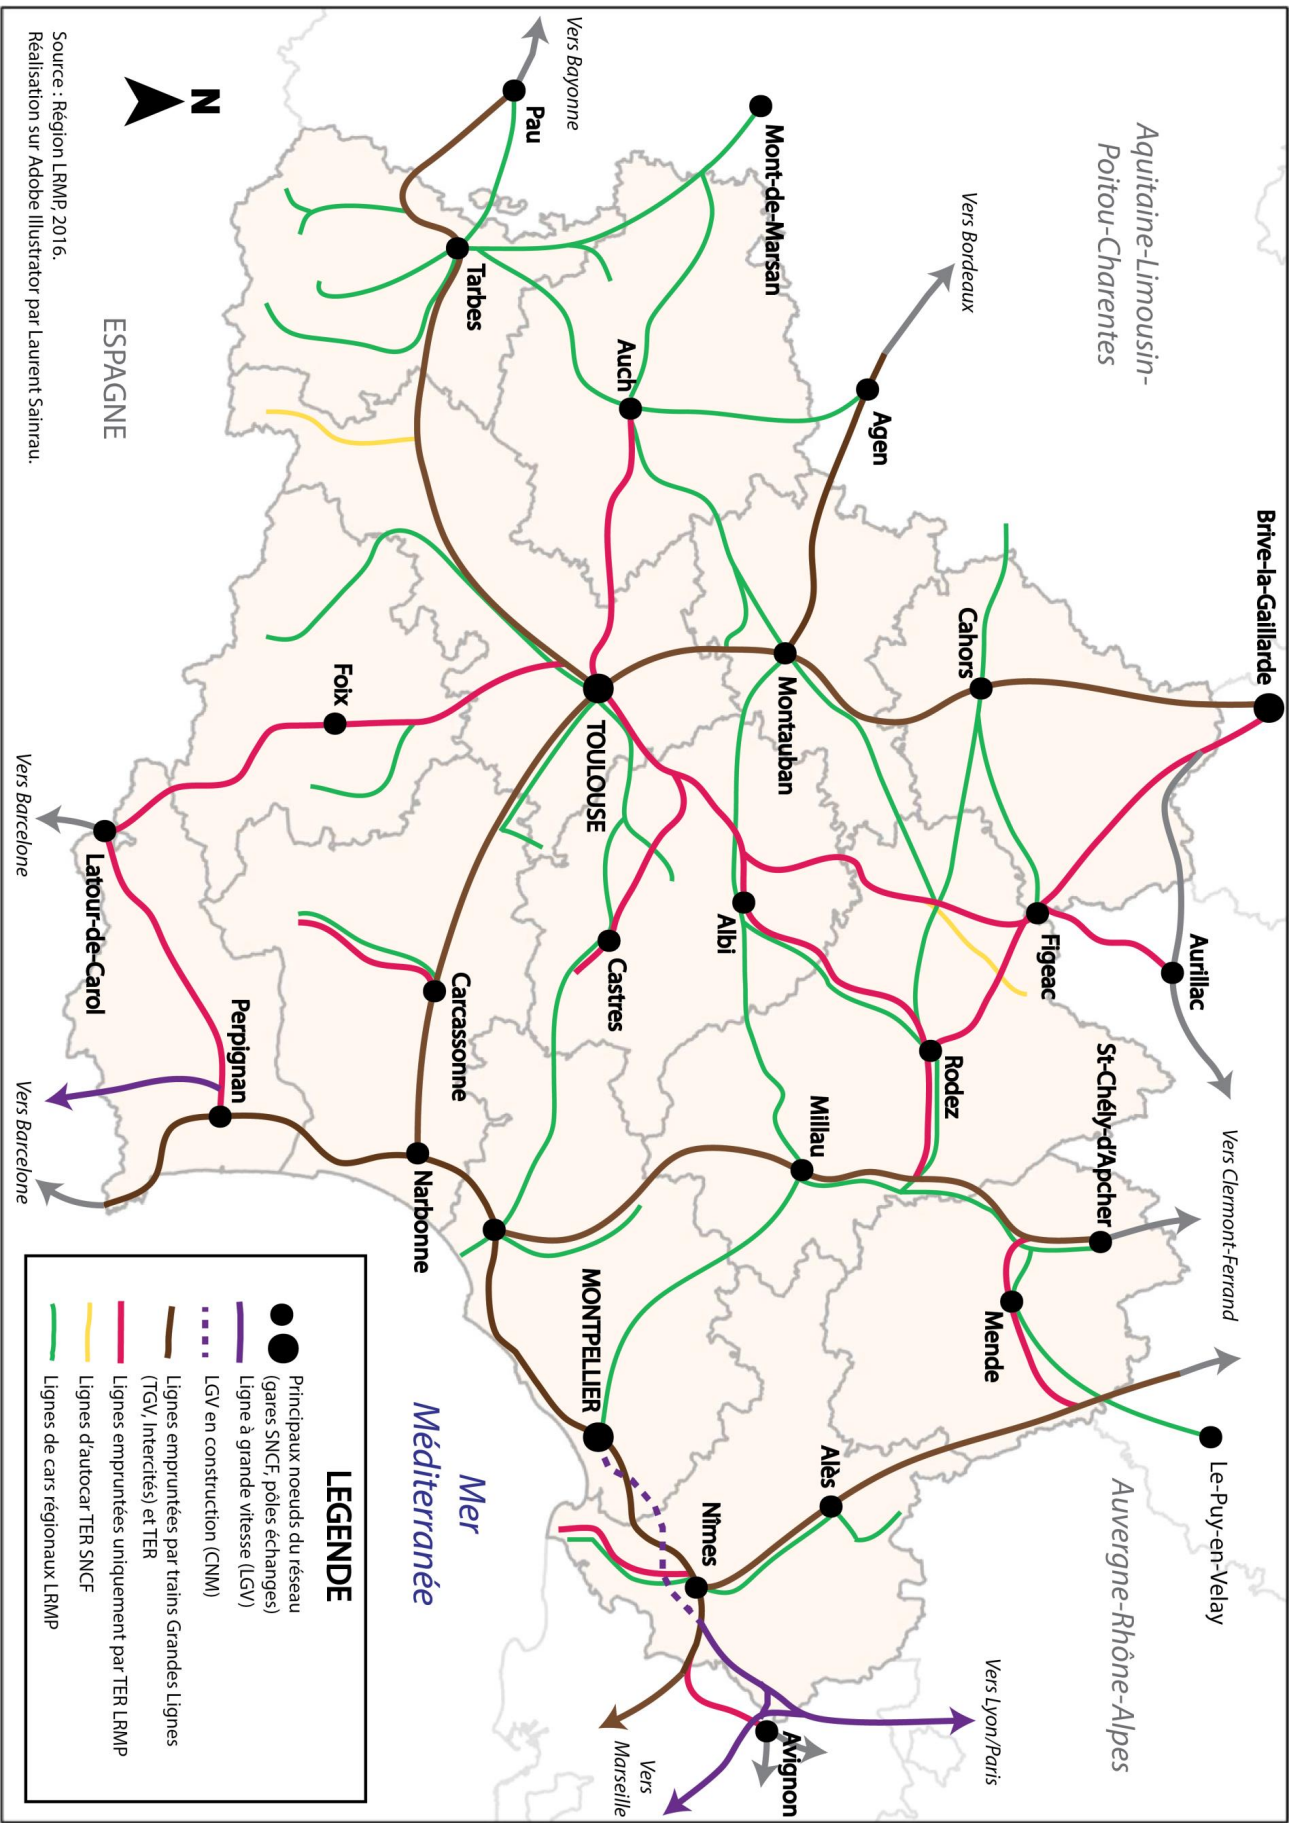 Aquitaine-Limousin-
Poitou-Charentes
Brive-la-Gaillarde
Aurillac
Vers Clermont-Ferrand
St-Chély-d'Apcher
Le-Puy-en-Velay
Auvergne-Rhône-Alpes
Vers Bordeaux
Cahors
Figeac
Rodez
Mende
Vers Lyon/Paris
Agen
Montauban
Albi
Millau
Alès
Avignon
Mont-de-Marsan
Auch
TOULOUSE
Castres
MONTPELLIER
Nîmes
Vers
Marseille
Vers Bayonne
Pau
Tarbes
Foix
Carcassonne
Narbonne
Mer
Méditerranée
Latour-de-Carol
Perpignan
Vers Barcelone
Vers Barcelone
ESPAGNE
N
Source : Région LRMP, 2016.
Réalisation sur Adobe Illustrator par Laurent Sainrau.
LEGENDE
Principaux noeuds du réseau
(gares SNCF, pôles échanges)
Ligne à grande vitesse (LGV)
LGV en construction (CNM)
Lignes empruntées par trains Grandes Lignes
(TGV, Intercités) et TER
Lignes empruntées uniquement par TER LRMP
Lignes d'autocar TER SNCF
Lignes de cars régionaux LRMP